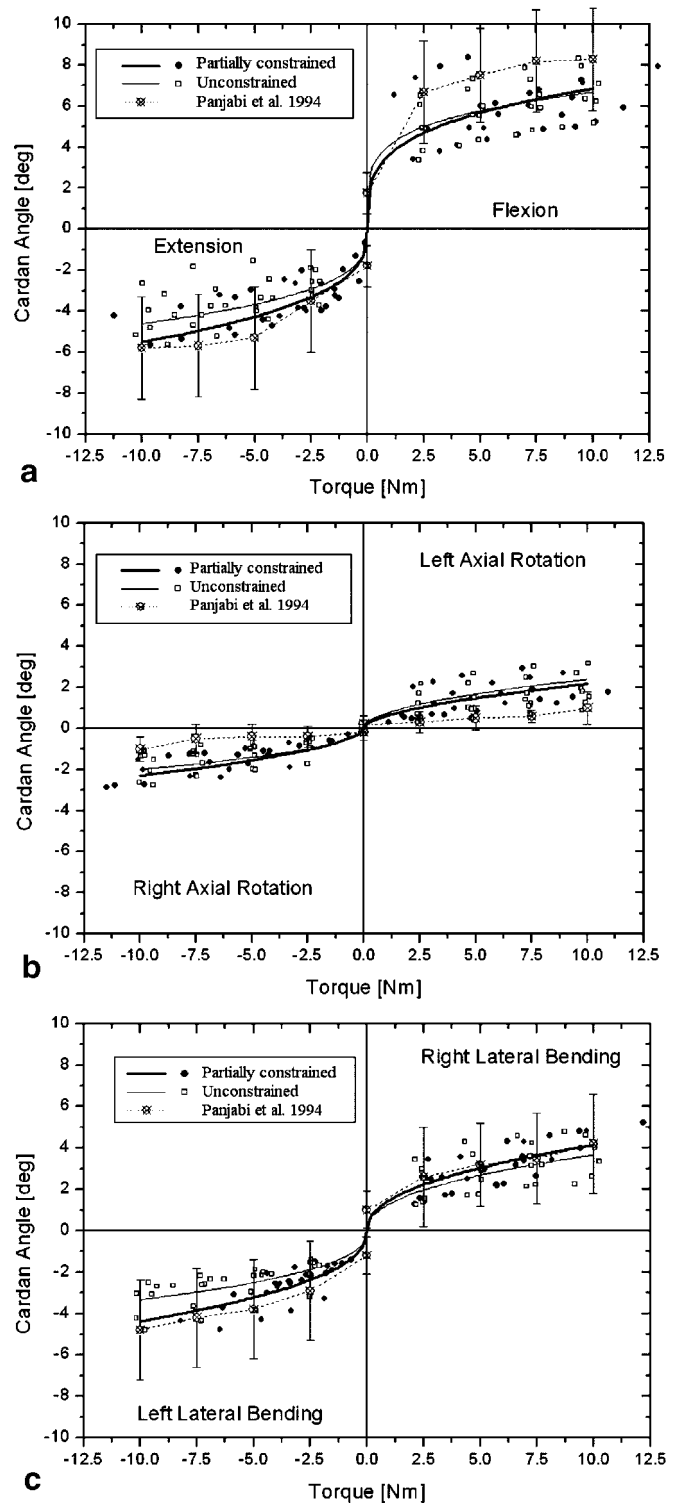 10
8
6
4
2
0
-2
-4
-6
-8
-10
Cardan Angle [deg]
Partially constrained
Unconstrained
Panjabi et al. 1994
Flexion
Extension
-12.5 -10.0 -7.5 -5.0 -2.5 0.0 2.5 5.0 7.5 10.0 12.5
Torque [Nm]
a
10
8
6
4
2
0
-2
-4
-6
-8
-10
Cardan Angle [deg]
Partially constrained
Unconstrained
Panjabi et al. 1994
Left Axial Rotation
Right Axial Rotation
-12.5 -10.0 -7.5 -5.0 -2.5 0.0 2.5 5.0 7.5 10.0 12.5
Torque [Nm]
b
10
8
6
4
2
0
-2
-4
-6
-8
-10
Cardan Angle [deg]
Partially constrained
Unconstrained
Panjabi et al. 1994
Right Lateral Bending
Left Lateral Bending
-12.5 -10.0 -7.5 -5.0 -2.5 0.0 2.5 5.0 7.5 10.0 12.5
Torque [Nm]
c